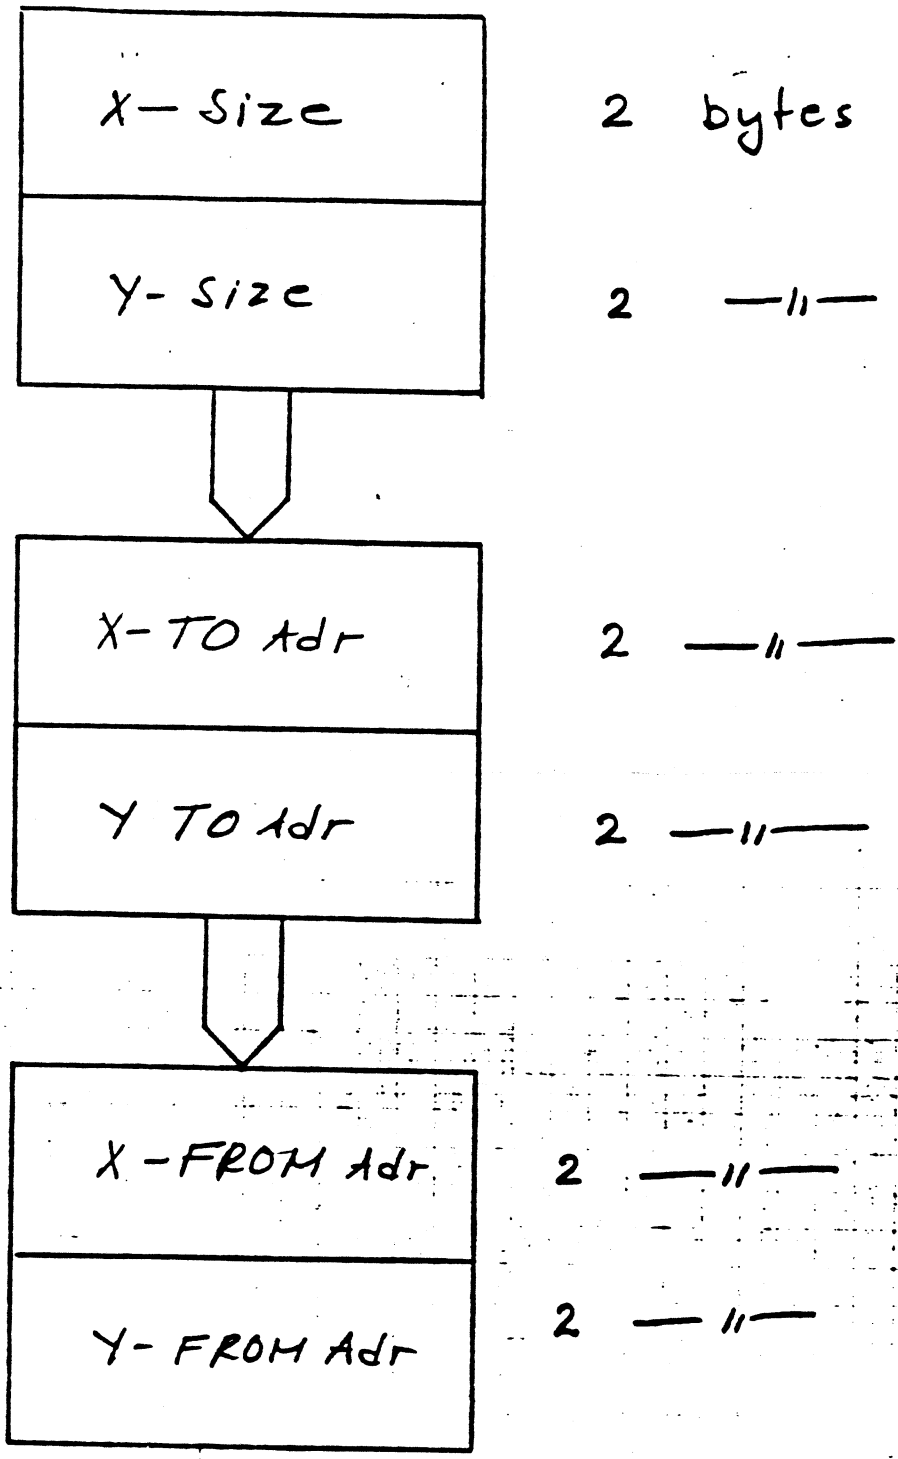 X- Size 2 bytes
Y- Size 2 —〃—
X- TO Adr 2 —〃—
Y TO Adr 2 —〃—
X -FROM Adr 2 —〃—
Y- FROM Adr 2 —〃—